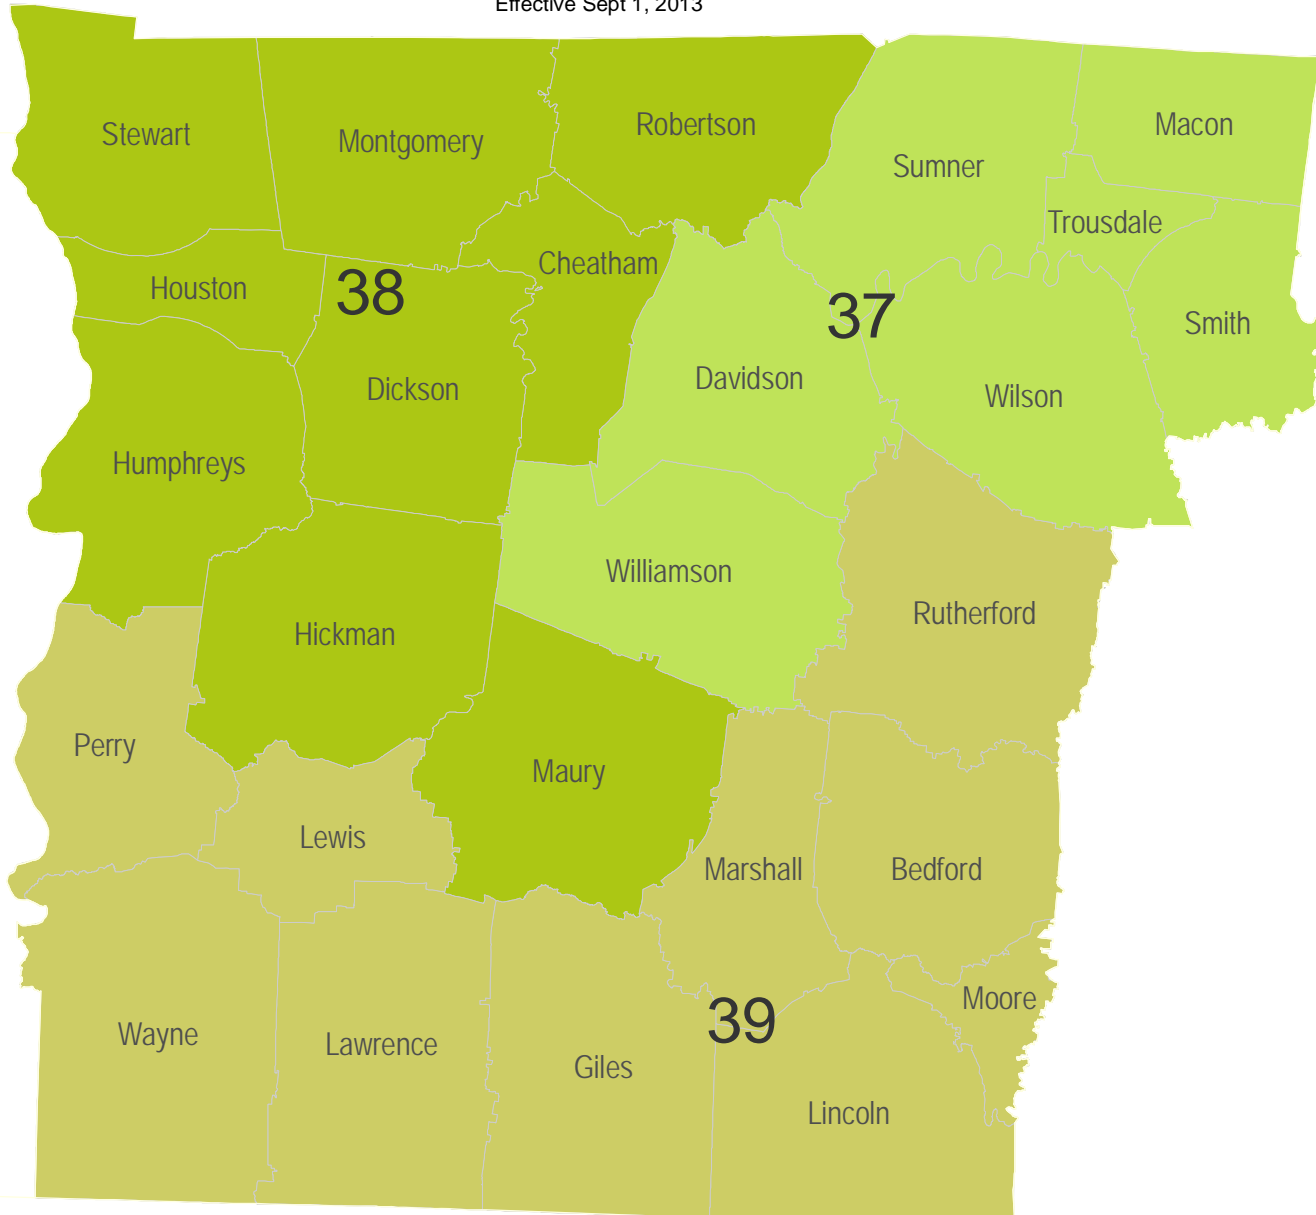 Effective Sept 1, 2013
Stewart
Montgomery
Robertson
Macon
Sumner
Trousdale
Cheatham
Houston
38
37
Smith
Davidson
Dickson
Wilson
Humphreys
Williamson
Rutherford
Hickman
Perry
Maury
Lewis
Marshall
Bedford
Moore
39
Wayne
Lawrence
Giles
Lincoln